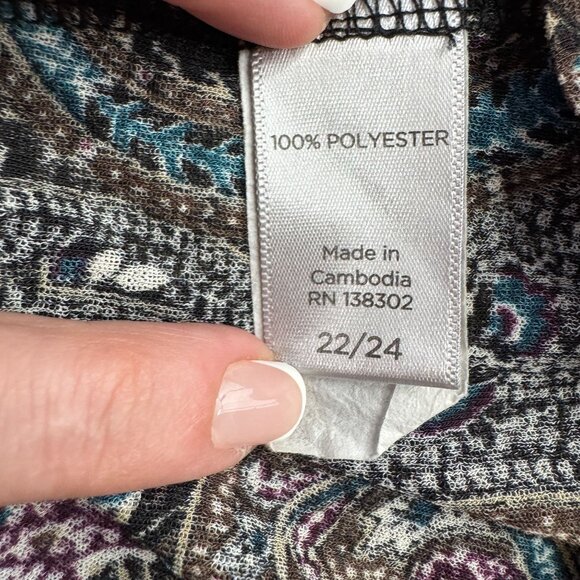 100% POLYESTER
Made in
Cambodia
RN 138302
22/24